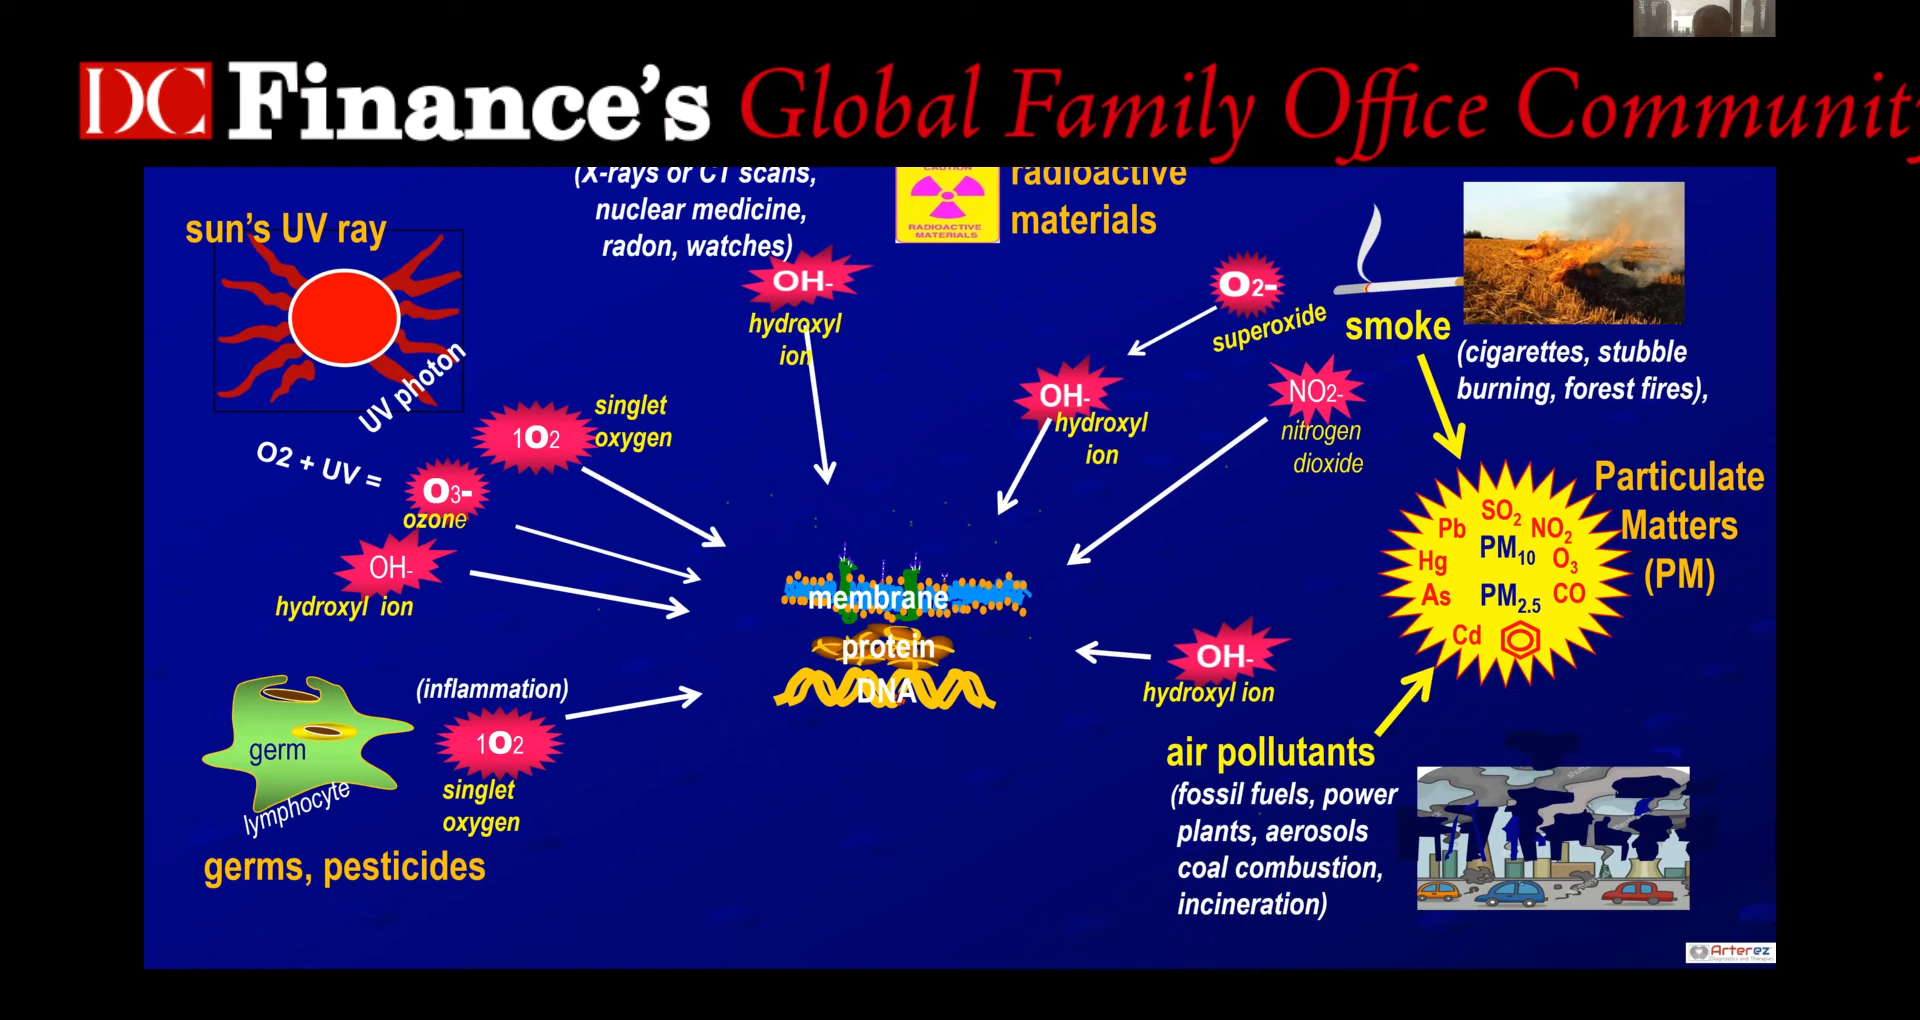 DC Finance's Global Family Office Communit
(X-rays or CT scans,
nuclear medicine,
radon, watches)
CAUTION
RADIOACTIVE
MATERIALS
radioactive
materials
sun's UV ray
UV photon
O2 + UV =
1O2
singlet
oxygen
O3-
ozone
OH-
hydroxyl ion
OH-
hydroxyl
ion
O2-
superoxide
OH-
hydroxyl
ion
NO2-
nitrogen
dioxide
smoke
(cigarettes, stubble
burning, forest fires),
Particulate
Matters
(PM)
Pb SO2 NO2
Hg PM10 O3
As PM2.5 CO
Cd
membrane
protein
DNA
OH-
hydroxyl ion
germ
lymphocyte
(inflammation)
1O2
singlet
oxygen
germs, pesticides
air pollutants
(fossil fuels, power
plants, aerosols
coal combustion,
incineration)
Arterez
Diagnostics and Therapies